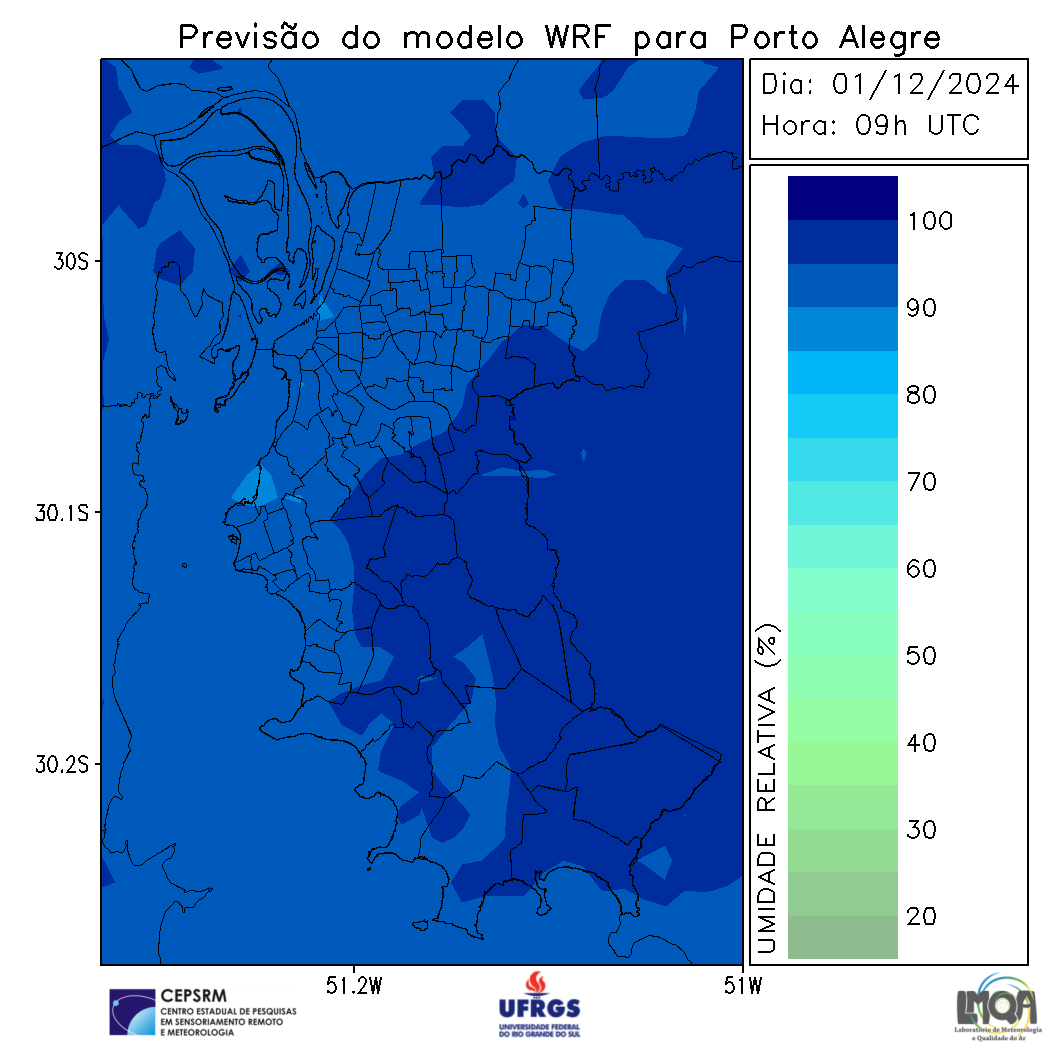 Previsão do modelo WRF para Porto Alegre
Dia: 01/12/2024
Hora: 09h UTC
30S
30.1S
30.2S
51.2W
51W
UMIDADE RELATIVA (%)
100
90
80
70
60
50
40
30
20
CEPSRM
CENTRO ESTADUAL DE PESQUISAS
EM SENSORIAMENTO REMOTO
E METEOROLOGIA
UFRGS
UNIVERSIDADE FEDERAL
DO RIO GRANDE DO SUL
LMQA
Laboratório de Meteorologia
e Qualidade do Ar